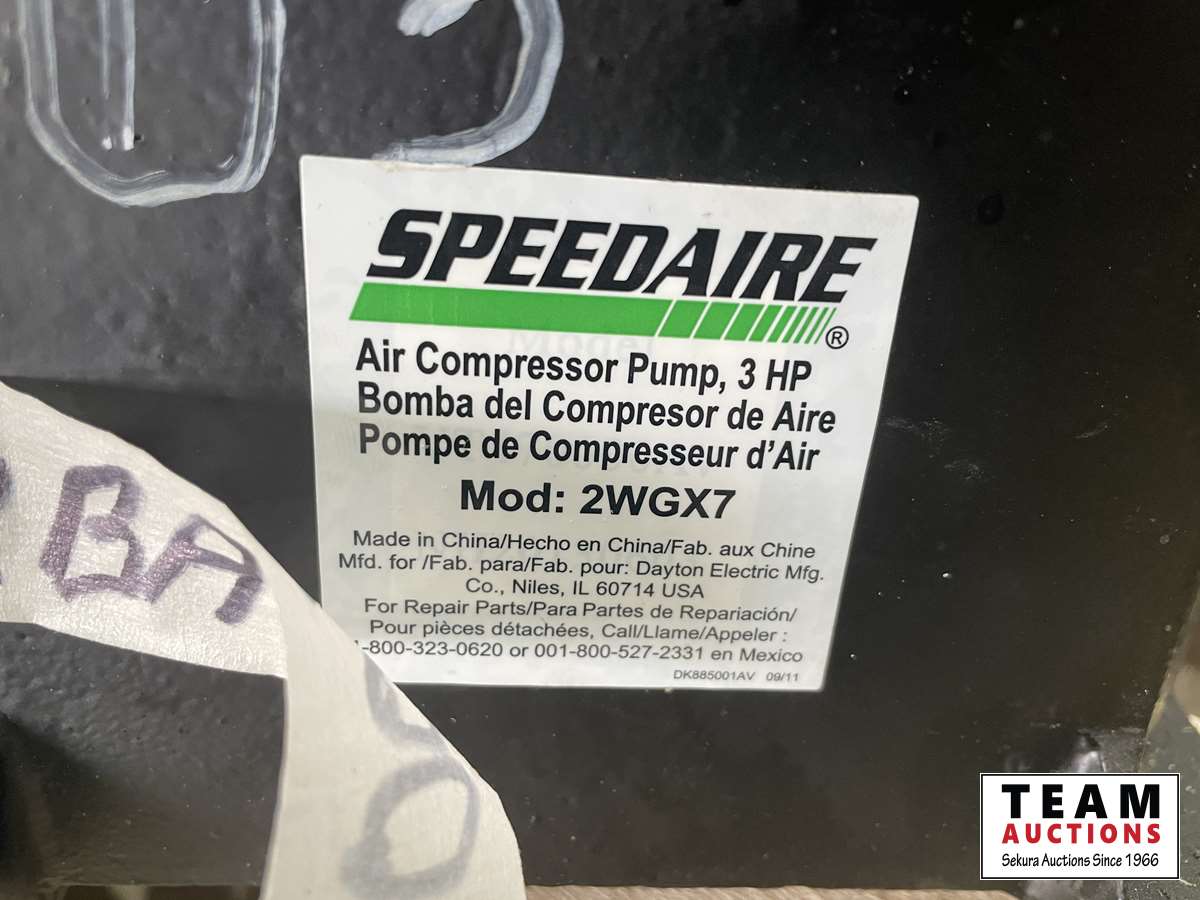 SPEEDAIRE®
Air Compressor Pump, 3 HP
Bomba del Compresor de Aire
Pompe de Compresseur d'Air
Mod: 2WGX7
Made in China/Hecho en China/Fab. aux Chine
Mfd. for /Fab. para/Fab. pour: Dayton Electric Mfg.
Co., Niles, IL 60714 USA
For Repair Parts/Para Partes de Repariación/
Pour pièces détachées, Call/Llame/Appeler :
1-800-323-0620 or 001-800-527-2331 en Mexico
DK885001AV 09/11
BA
TEAM
AUCTIONS
Sekura Auctions Since 1966